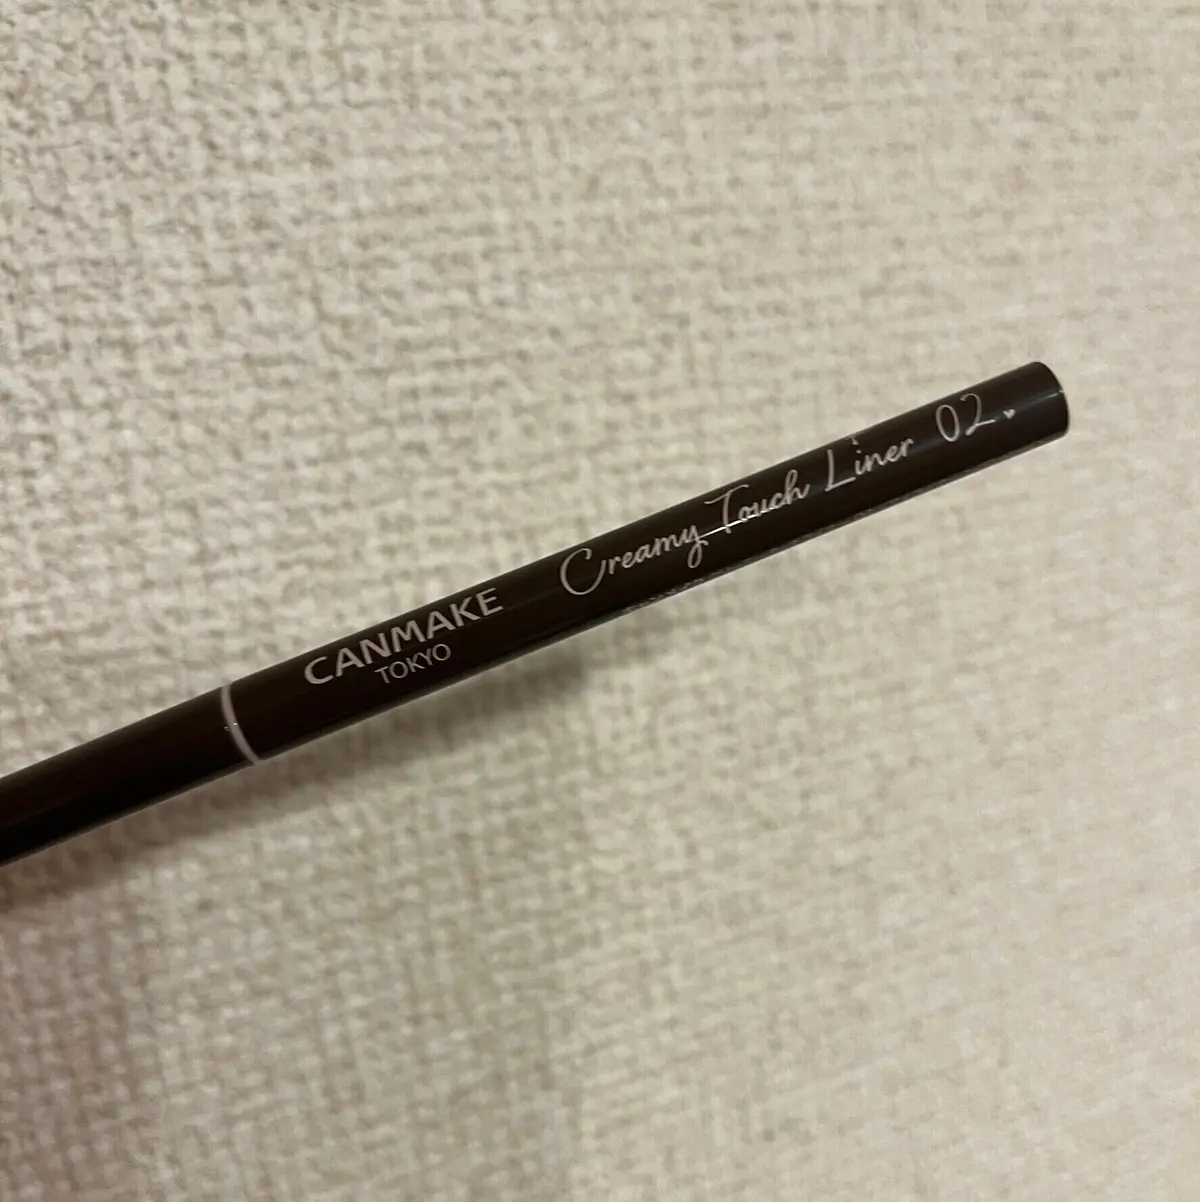 CANMAKE
TOKYO
Creamy Touch Liner 02.